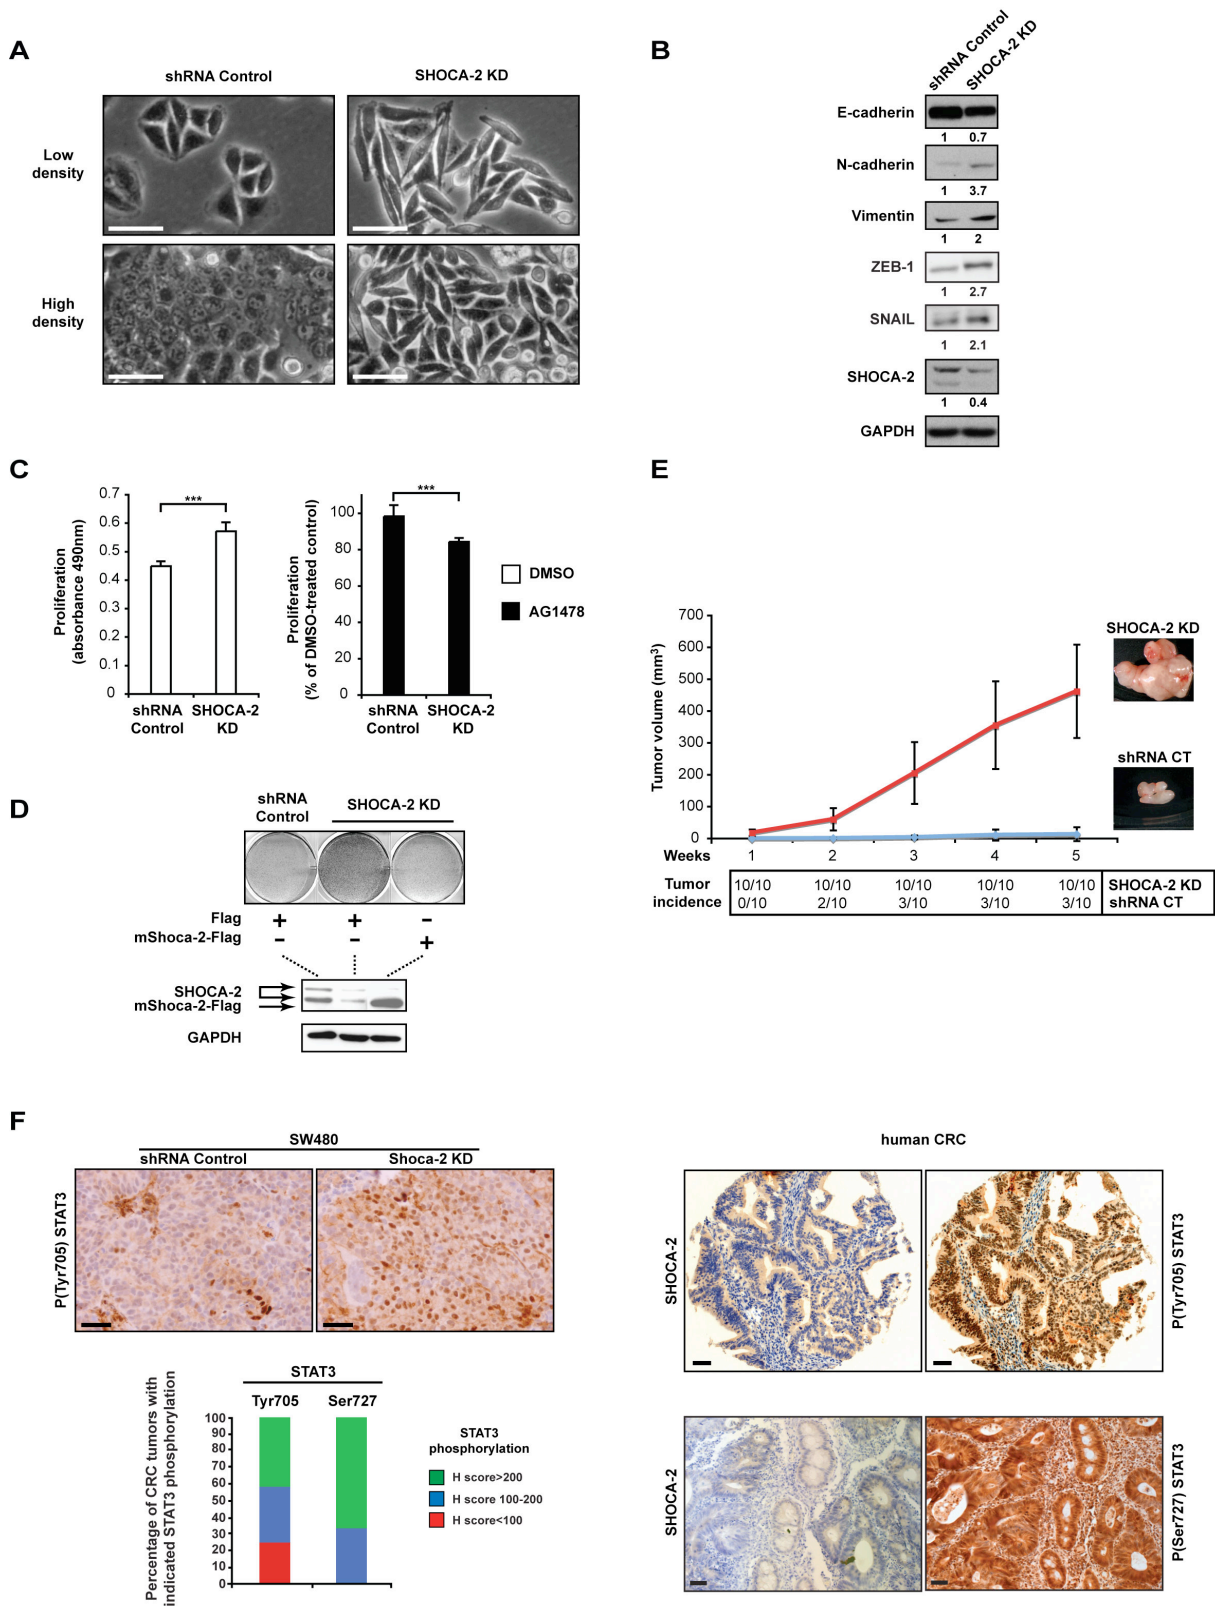 A
shRNA Control
SHOCA-2 KD
Low
density
High
density
B
shRNA Control
SHOCA-2 KD
E-cadherin
1 0.7
N-cadherin
1 3.7
Vimentin
1 2
ZEB-1
1 2.7
SNAIL
1 2.1
SHOCA-2
1 0.4
GAPDH
C
Proliferation
(absorbance 490nm)
0.7
0.6
0.5
0.4
0.3
0.2
0.1
0
***
shRNA
Control
SHOCA-2
KD
Proliferation
(% of DMSO-treated control)
100
80
60
40
20
0
***
shRNA
Control
SHOCA-2
KD
DMSO
AG1478
D
shRNA
Control
SHOCA-2 KD
Flag + + −
mShoca-2-Flag − − +
SHOCA-2
mShoca-2-Flag
GAPDH
E
Tumor volume (mm³)
700
600
500
400
300
200
100
0
Weeks 1 2 3 4 5
SHOCA-2 KD
shRNA CT
Tumor
incidence
10/10 10/10 10/10 10/10 10/10 SHOCA-2 KD
0/10 2/10 3/10 3/10 3/10 shRNA CT
F
SW480
shRNA Control
Shoca-2 KD
P(Tyr705) STAT3
human CRC
SHOCA-2
P(Tyr705) STAT3
SHOCA-2
P(Ser727) STAT3
Percentage of CRC tumors with
indicated STAT3 phosphorylation
STAT3
Tyr705 Ser727
100
90
80
70
60
50
40
30
20
10
0
STAT3
phosphorylation
H score>200
H score 100-200
H score<100